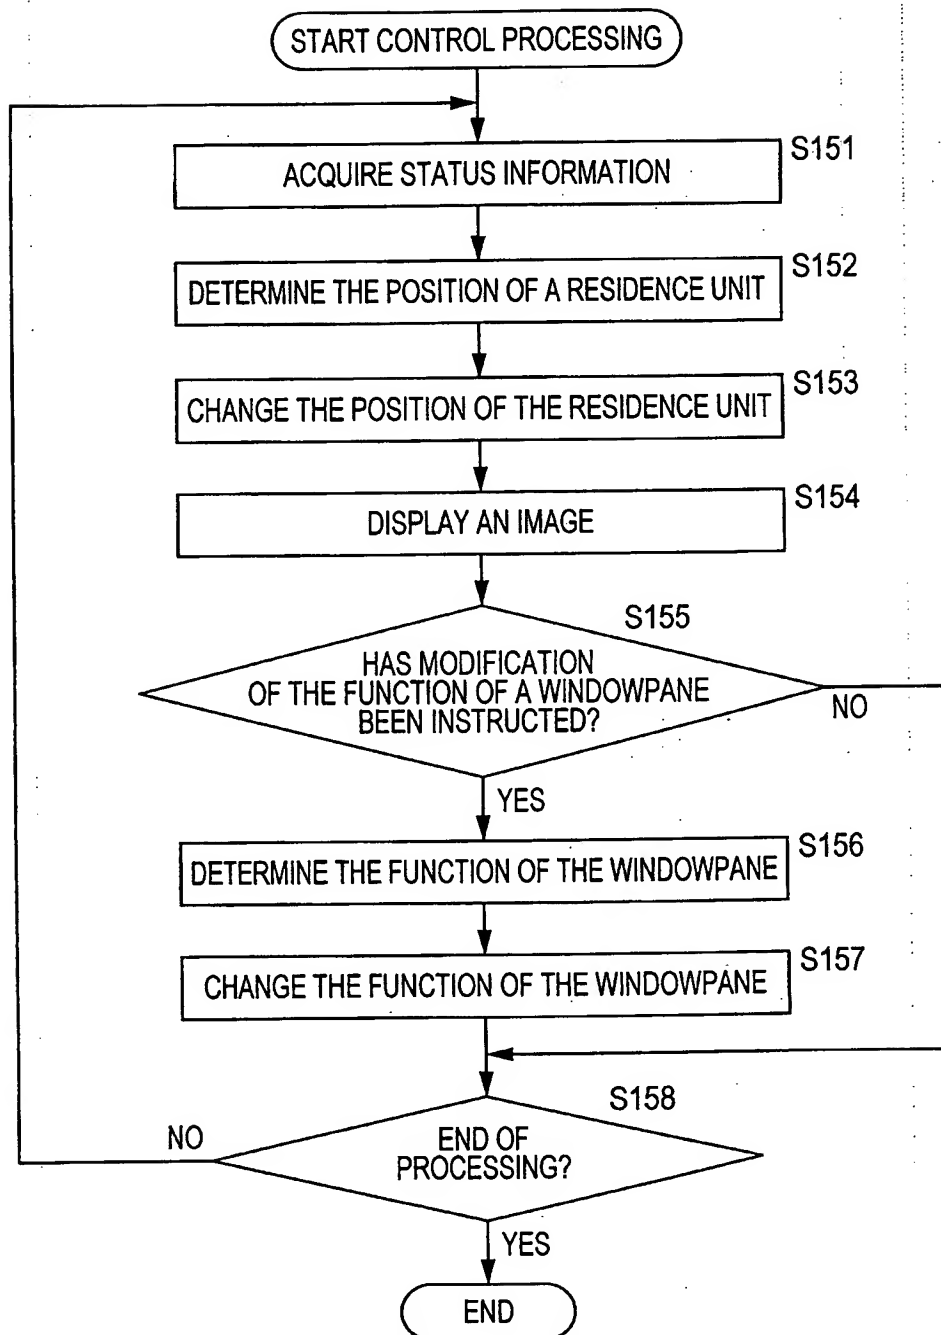 START CONTROL PROCESSING
S151
ACQUIRE STATUS INFORMATION
S152
DETERMINE THE POSITION OF A RESIDENCE UNIT
S153
CHANGE THE POSITION OF THE RESIDENCE UNIT
S154
DISPLAY AN IMAGE
S155
HAS MODIFICATION
OF THE FUNCTION OF A WINDOWPANE
BEEN INSTRUCTED?
NO
YES
S156
DETERMINE THE FUNCTION OF THE WINDOWPANE
S157
CHANGE THE FUNCTION OF THE WINDOWPANE
S158
NO
END OF
PROCESSING?
YES
END